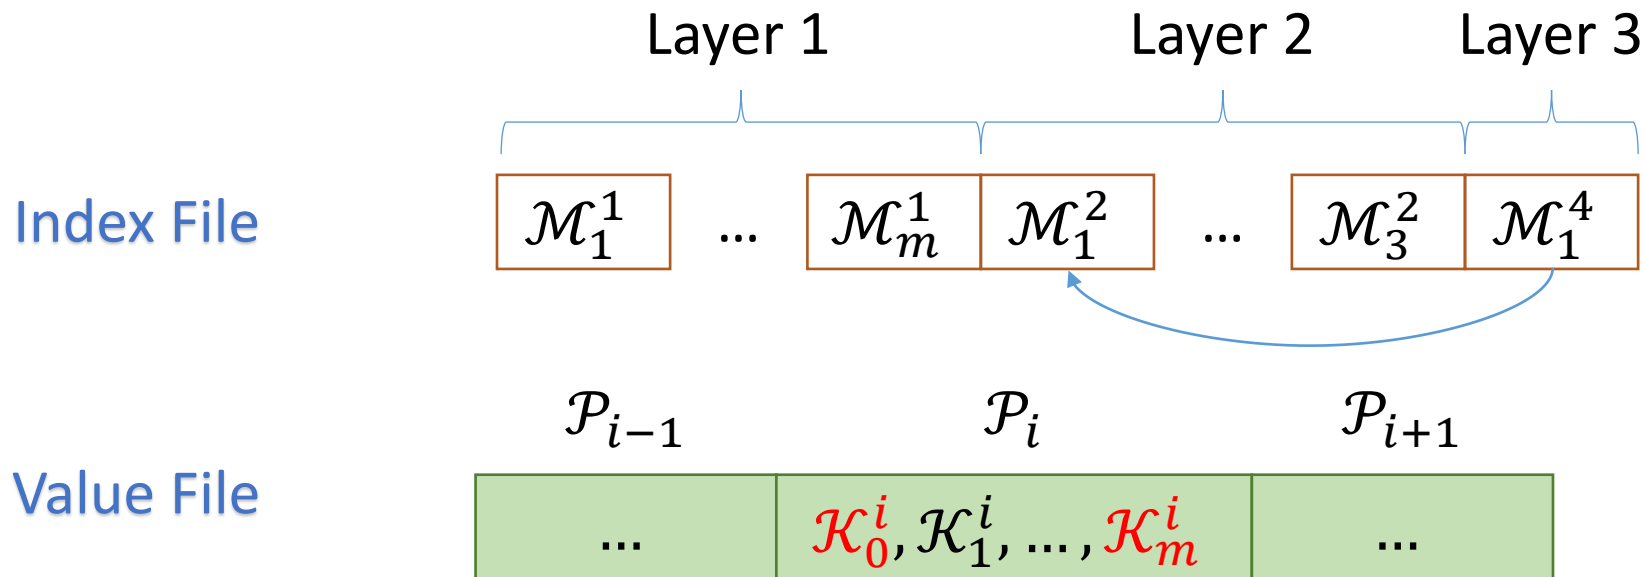 Layer 1 Layer 2 Layer 3
Index File ℳ₁¹ ... ℳₘ¹ ℳ₁² ... ℳ₃² ℳ₁⁴
𝒫ᵢ₋₁ 𝒫ᵢ 𝒫ᵢ₊₁
Value File ... 𝒦₀ⁱ, 𝒦₁ⁱ, ... , 𝒦ₘⁱ ...